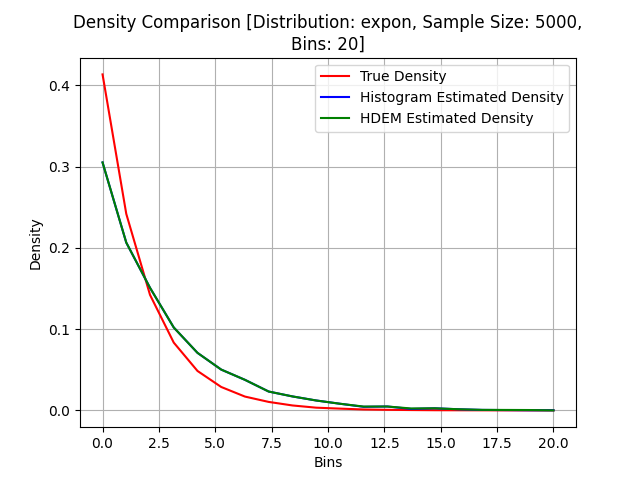 Density Comparison [Distribution: expon, Sample Size: 5000,
Bins: 20]
True Density
Histogram Estimated Density
HDEM Estimated Density
Density
0.4
0.3
0.2
0.1
0.0
0.0 2.5 5.0 7.5 10.0 12.5 15.0 17.5 20.0
Bins